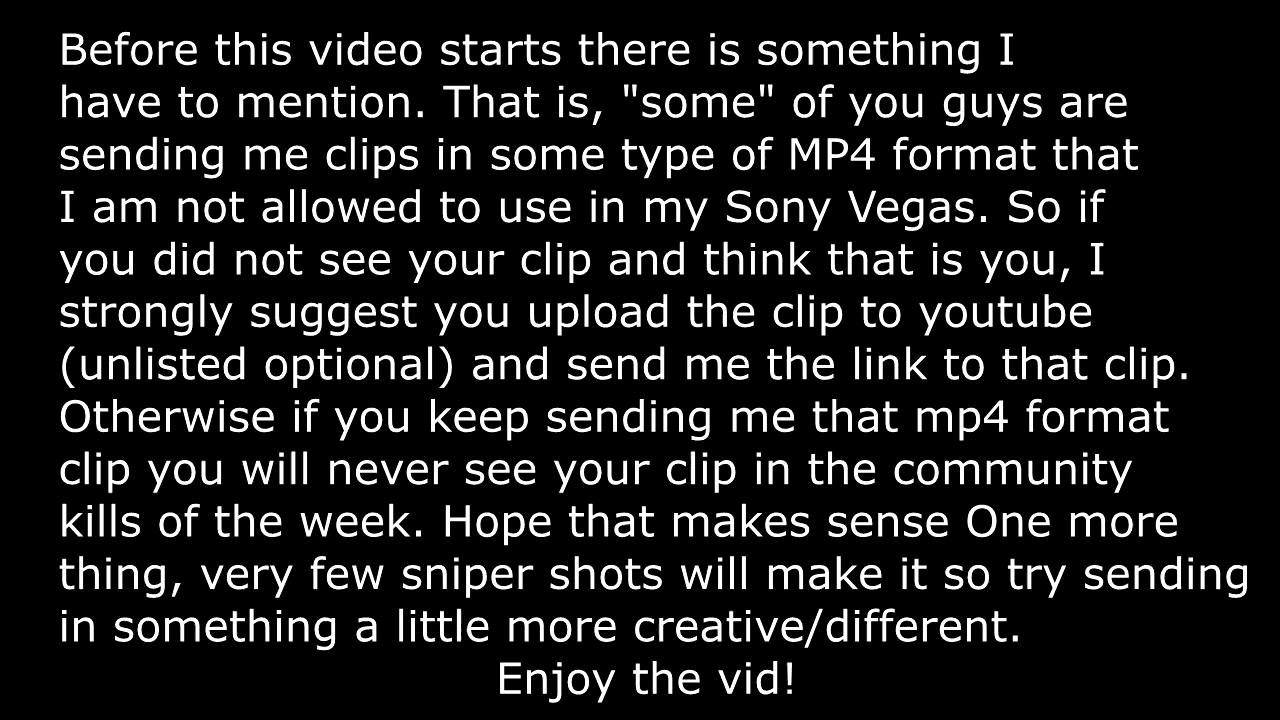 Before this video starts there is something I
have to mention. That is, "some" of you guys are
sending me clips in some type of MP4 format that
I am not allowed to use in my Sony Vegas. So if
you did not see your clip and think that is you, I
strongly suggest you upload the clip to youtube
(unlisted optional) and send me the link to that clip.
Otherwise if you keep sending me that mp4 format
clip you will never see your clip in the community
kills of the week. Hope that makes sense One more
thing, very few sniper shots will make it so try sending
in something a little more creative/different.
Enjoy the vid!